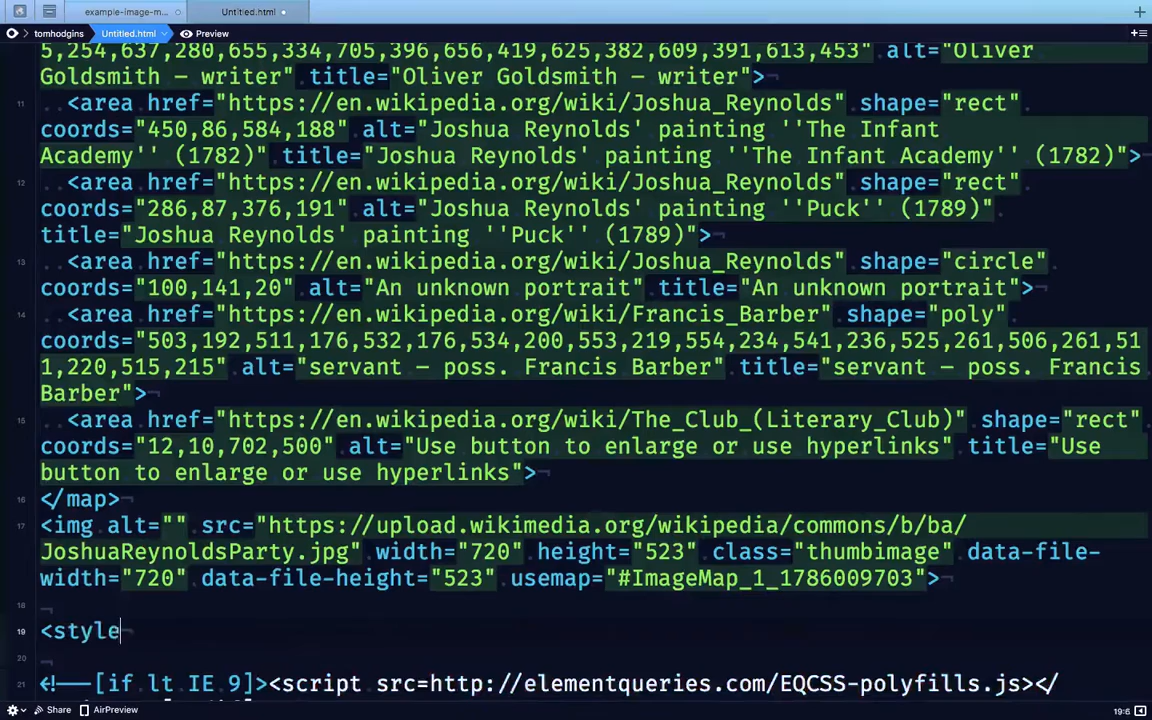 example-image-m...
Untitled.html
tomhodgins Untitled.html Preview
5,254,637,280,655,334,705,396,656,419,625,382,609,391,613,453" alt="Oliver
Goldsmith – writer" title="Oliver Goldsmith – writer">
11 <area href="https://en.wikipedia.org/wiki/Joshua_Reynolds" shape="rect"
coords="450,86,584,188" alt="Joshua Reynolds' painting ''The Infant
Academy'' (1782)" title="Joshua Reynolds' painting ''The Infant Academy'' (1782)">
12 <area href="https://en.wikipedia.org/wiki/Joshua_Reynolds" shape="rect"
coords="286,87,376,191" alt="Joshua Reynolds' painting ''Puck'' (1789)"
title="Joshua Reynolds' painting ''Puck'' (1789)">
13 <area href="https://en.wikipedia.org/wiki/Joshua_Reynolds" shape="circle"
coords="100,141,20" alt="An unknown portrait" title="An unknown portrait">
14 <area href="https://en.wikipedia.org/wiki/Francis_Barber" shape="poly"
coords="503,192,511,176,532,176,534,200,553,219,554,234,541,236,525,261,506,261,51
1,220,515,215" alt="servant – poss. Francis Barber" title="servant – poss. Francis
Barber">
15 <area href="https://en.wikipedia.org/wiki/The_Club_(Literary_Club)" shape="rect"
coords="12,10,702,500" alt="Use button to enlarge or use hyperlinks" title="Use
button to enlarge or use hyperlinks">
16 </map>
17 <img alt="" src="https://upload.wikimedia.org/wikipedia/commons/b/ba/
JoshuaReynoldsParty.jpg" width="720" height="523" class="thumbimage" data-file-
width="720" data-file-height="523" usemap="#ImageMap_1_1786009703">
18
19 <style
20
21 <!--[if lt IE 9]><script src=http://elementqueries.com/EQCSS-polyfills.js></
Share AirPreview 19:6